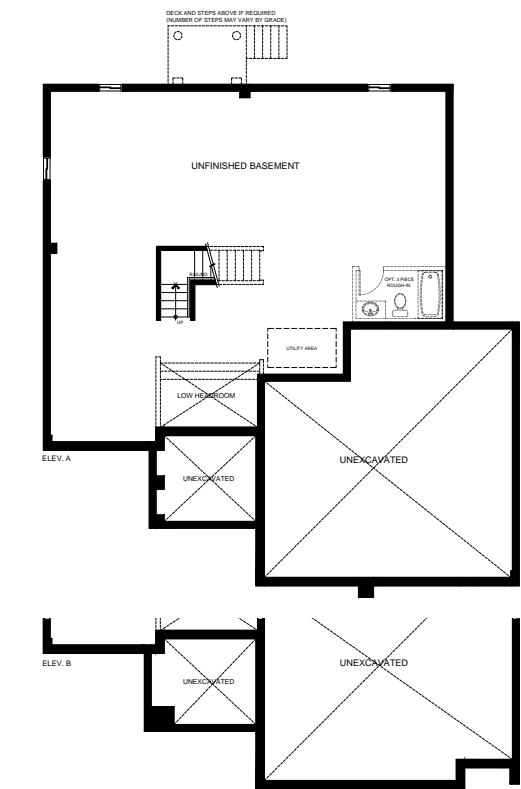 DECK AND STEPS ABOVE IF REQUIRED
(NUMBER OF STEPS MAY VARY BY GRADE)
UNFINISHED BASEMENT
RAILING
OPT. 3 PIECE
ROUGH-IN
UP
UTILITY AREA
LOW HEADROOM
ELEV. A
UNEXCAVATED
UNEXCAVATED
ELEV. B
UNEXCAVATED
UNEXCAVATED